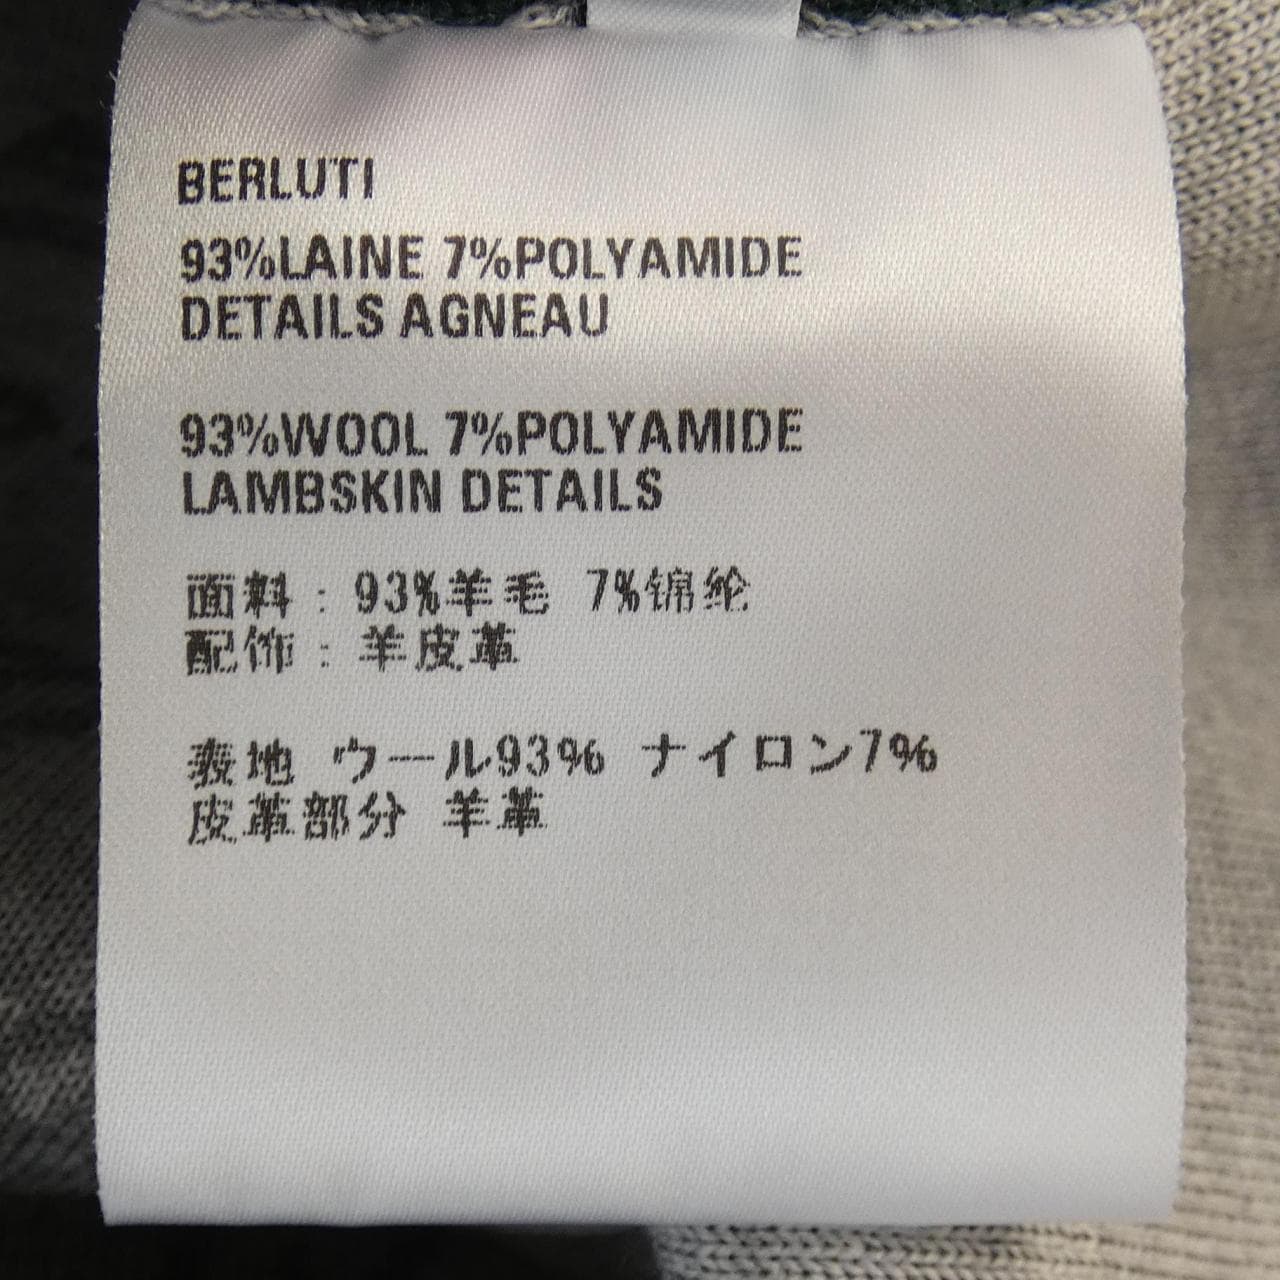 BERLUTI
93%LAINE 7%POLYAMIDE
DETAILS AGNEAU
93%WOOL 7%POLYAMIDE
LAMBSKIN DETAILS
面料：93%羊毛 7%锦纶
配饰：羊皮革
表地 ウール93% ナイロン7%
皮革部分 羊革